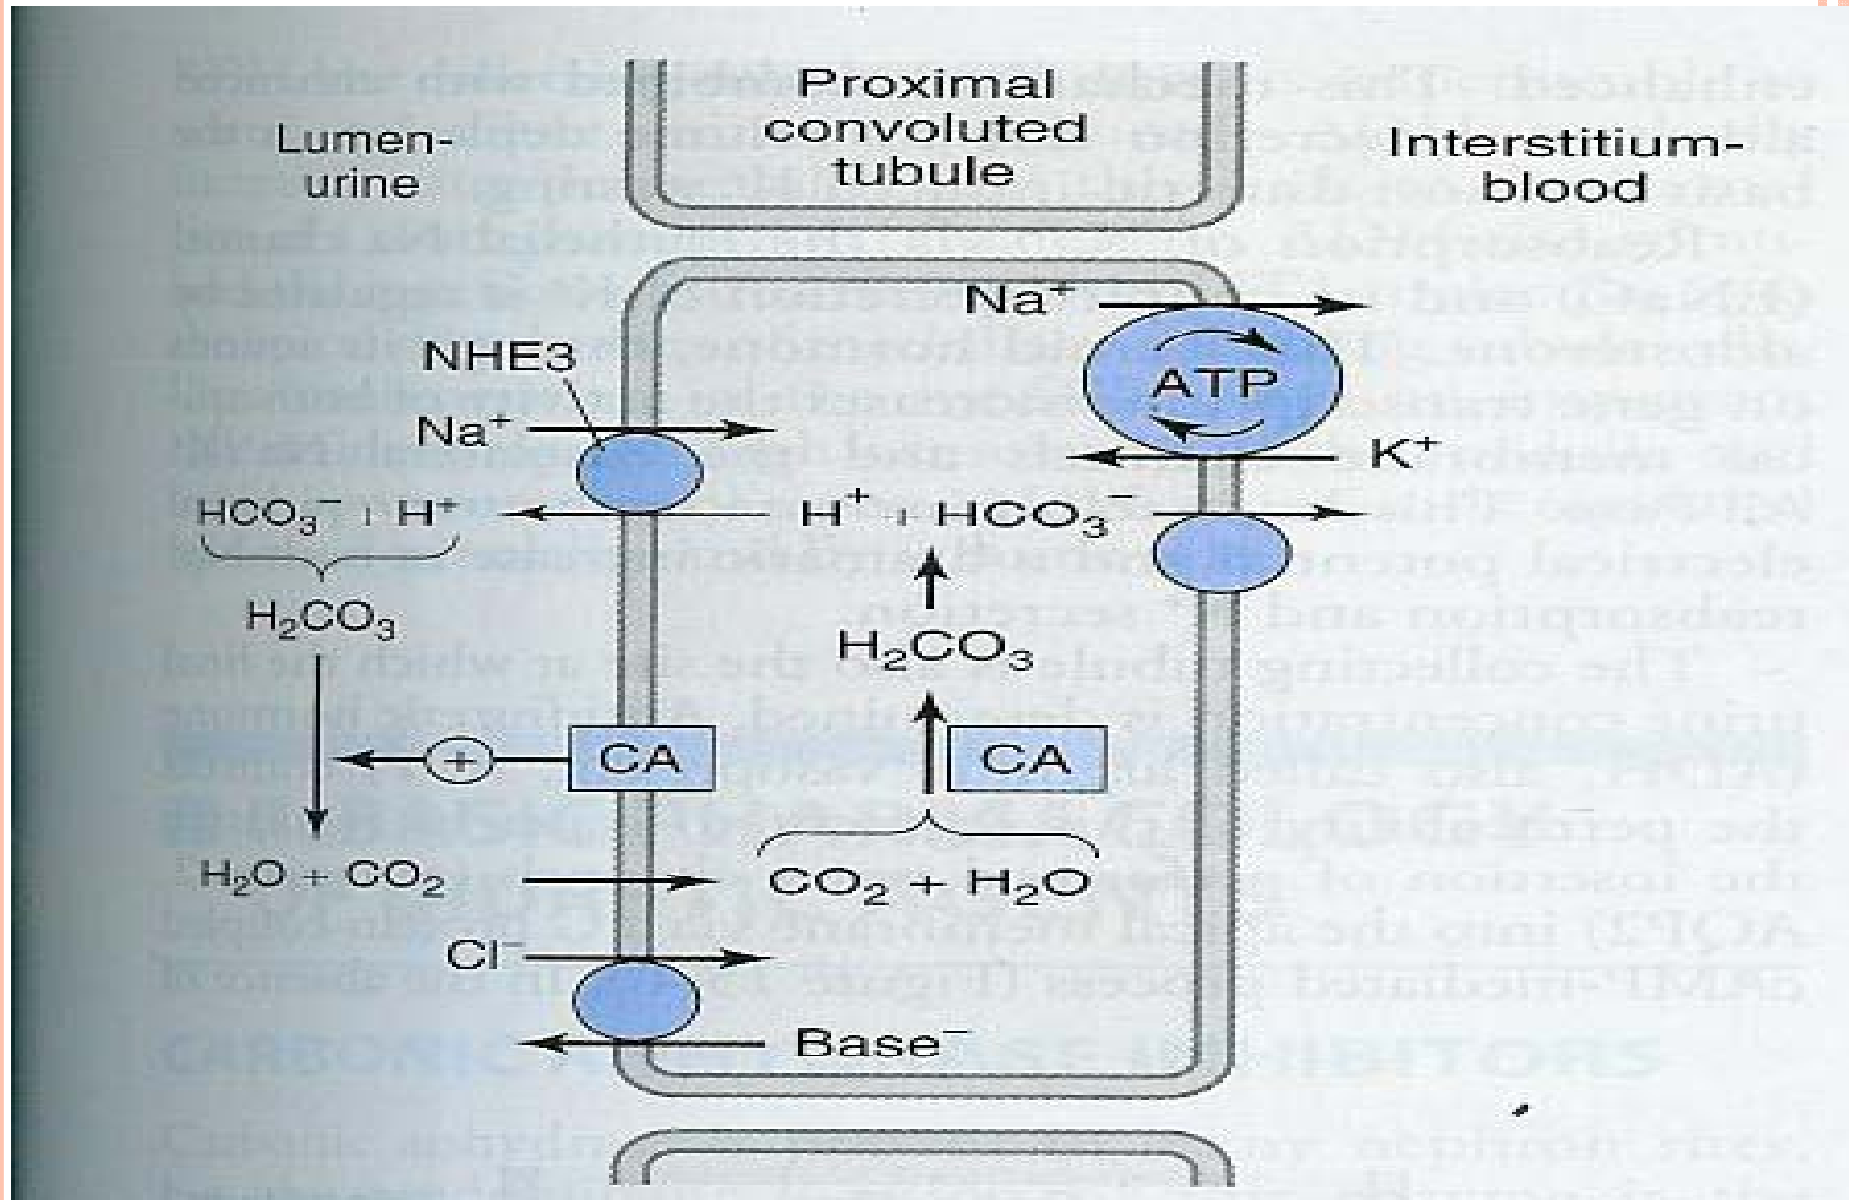 Proximal
convoluted
tubule
Lumen-
urine
Interstitium-
blood
Na⁺
NHE3
ATP
Na⁺
K⁺
HCO₃⁻ + H⁺
H⁺ + HCO₃⁻
H₂CO₃
H₂CO₃
+
CA
CA
H₂O + CO₂
CO₂ + H₂O
Cl⁻
Base⁻